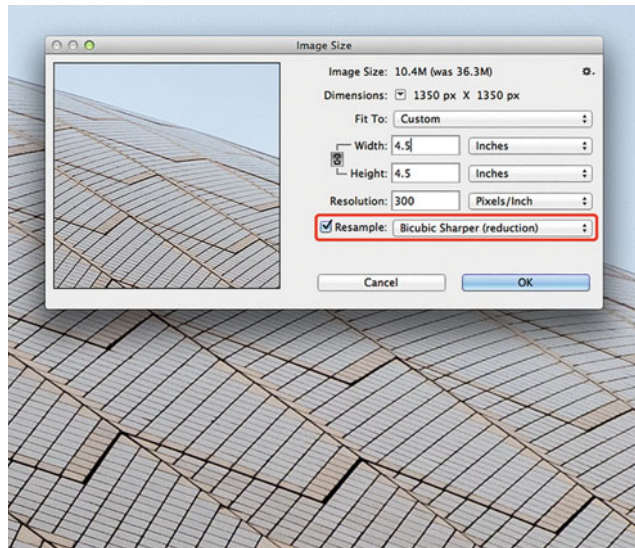 Image Size
Image Size: 10.4M (was 36.3M)
Dimensions: 1350 px X 1350 px
Fit To: Custom
Width: 4.5 Inches
Height: 4.5 Inches
Resolution: 300 Pixels/Inch
Resample: Bicubic Sharper (reduction)
Cancel OK